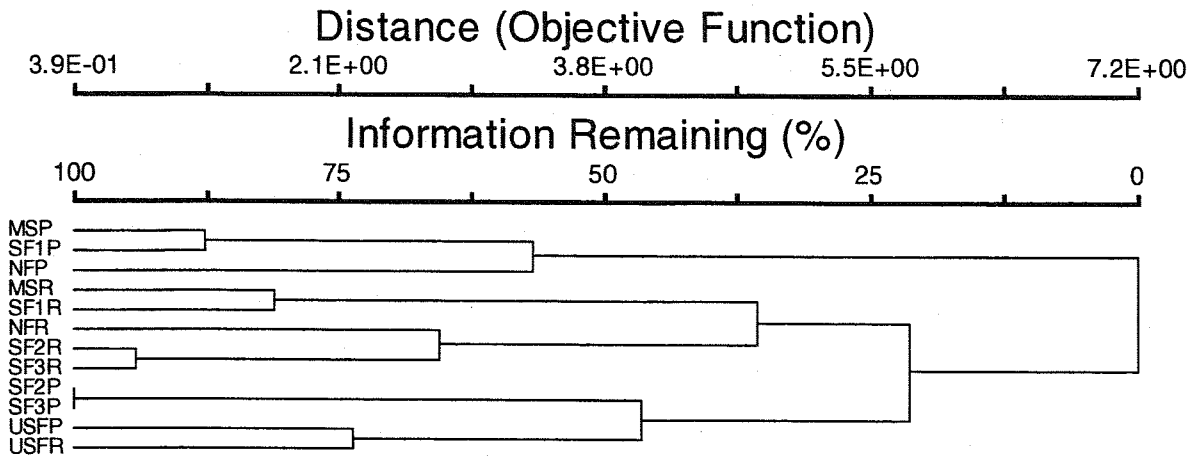 Distance (Objective Function)
3.9E-01 2.1E+00 3.8E+00 5.5E+00 7.2E+00
Information Remaining (%)
100 75 50 25 0
MSP
SF1P
NFP
MSR
SF1R
NFR
SF2R
SF3R
SF2P
SF3P
USFP
USFR